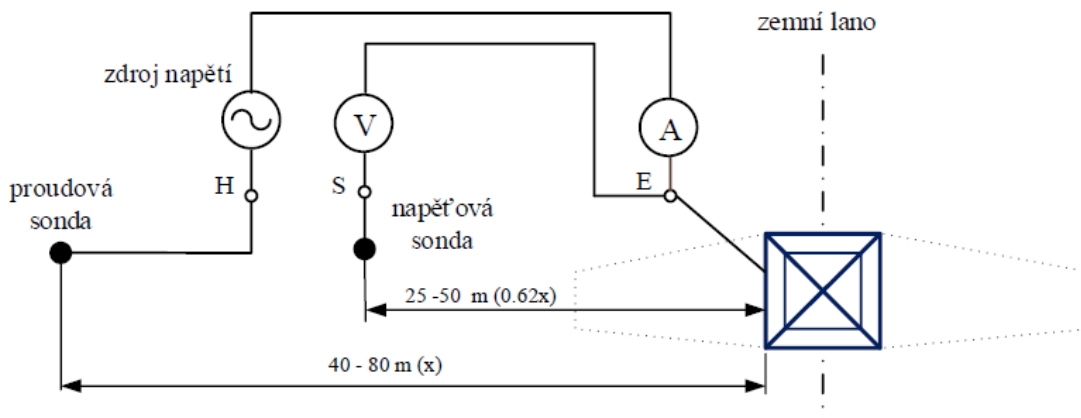 zemní lano
zdroj napětí
V
A
H
S
E
proudová
sonda
napěťová
sonda
25 -50 m (0.62x)
40 - 80 m (x)